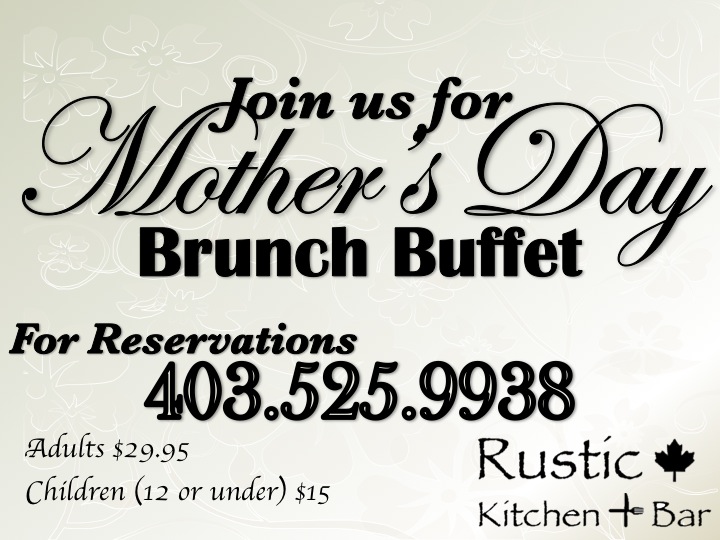 Join us for
Mother's Day
Brunch Buffet
For Reservations
403.525.9938
Adults $29.95
Children (12 or under) $15
Rustic
Kitchen + Bar